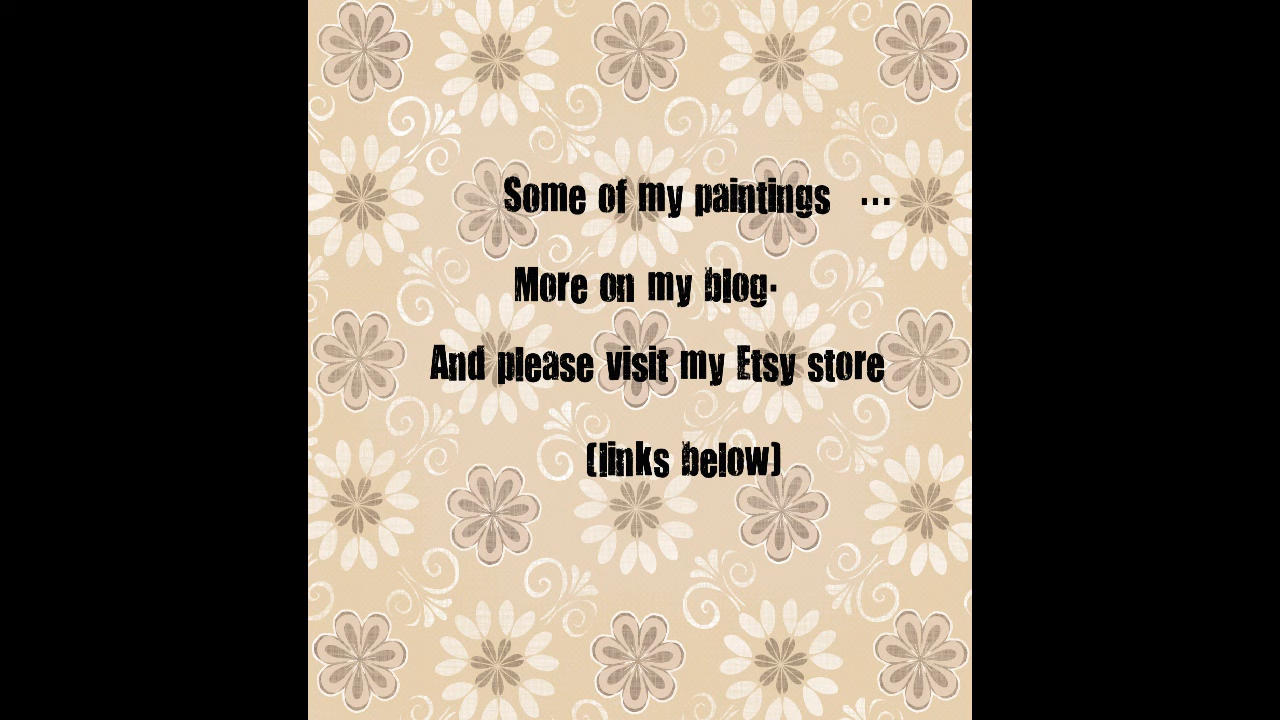 Some of my paintings ...
More on my blog.
And please visit my Etsy store
(links below)